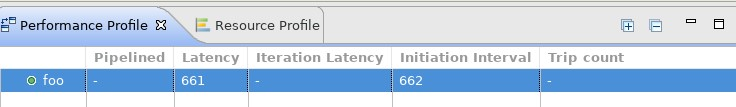 Performance Profile Resource Profile
Pipelined Latency Iteration Latency Initiation Interval Trip count
foo - 661 - 662 -